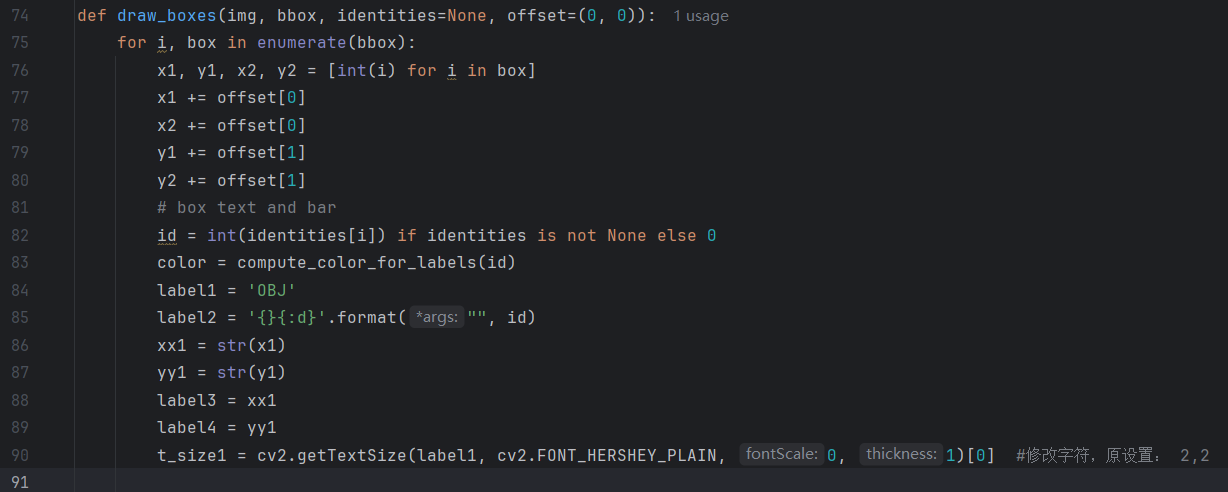 74 def draw_boxes(img, bbox, identities=None, offset=(0, 0)): 1 usage
75 for i, box in enumerate(bbox):
76 x1, y1, x2, y2 = [int(i) for i in box]
77 x1 += offset[0]
78 x2 += offset[0]
79 y1 += offset[1]
80 y2 += offset[1]
81 # box text and bar
82 id = int(identities[i]) if identities is not None else 0
83 color = compute_color_for_labels(id)
84 label1 = 'OBJ'
85 label2 = '{}{:d}'.format( *args: "", id)
86 xx1 = str(x1)
87 yy1 = str(y1)
88 label3 = xx1
89 label4 = yy1
90 t_size1 = cv2.getTextSize(label1, cv2.FONT_HERSHEY_PLAIN, fontScale: 0, thickness: 1)[0] #修改字符，原设置： 2,2
91